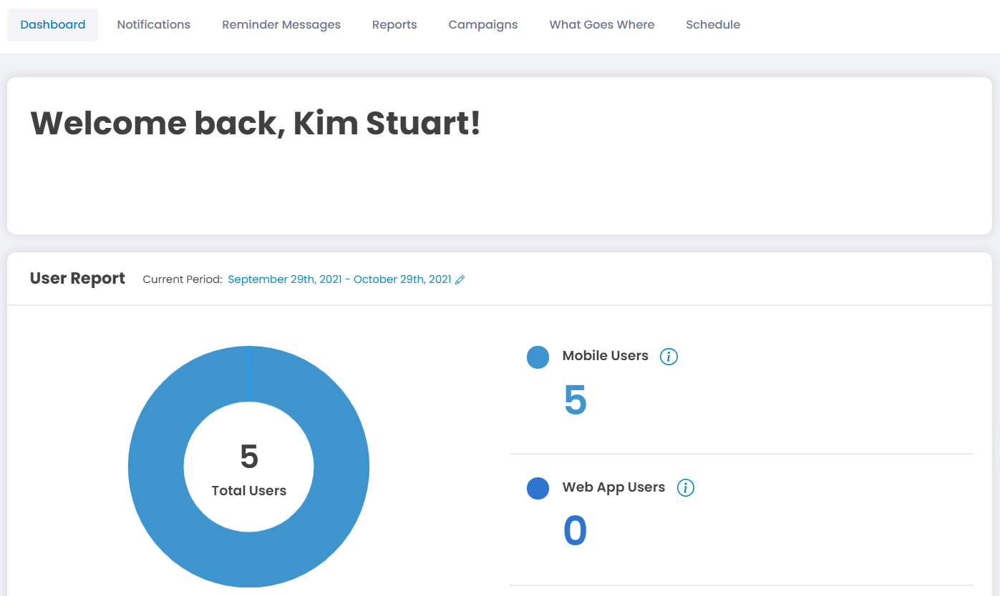 Dashboard Notifications Reminder Messages Reports Campaigns What Goes Where Schedule
Welcome back, Kim Stuart!
User Report Current Period: September 29th, 2021 - October 29th, 2021
5
Total Users
Mobile Users i
5
Web App Users i
0